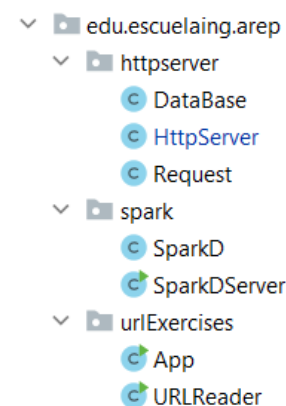 edu.escuelaing.arep
httpserver
DataBase
HttpServer
Request
spark
SparkD
SparkDServer
urlExercises
App
URLReader